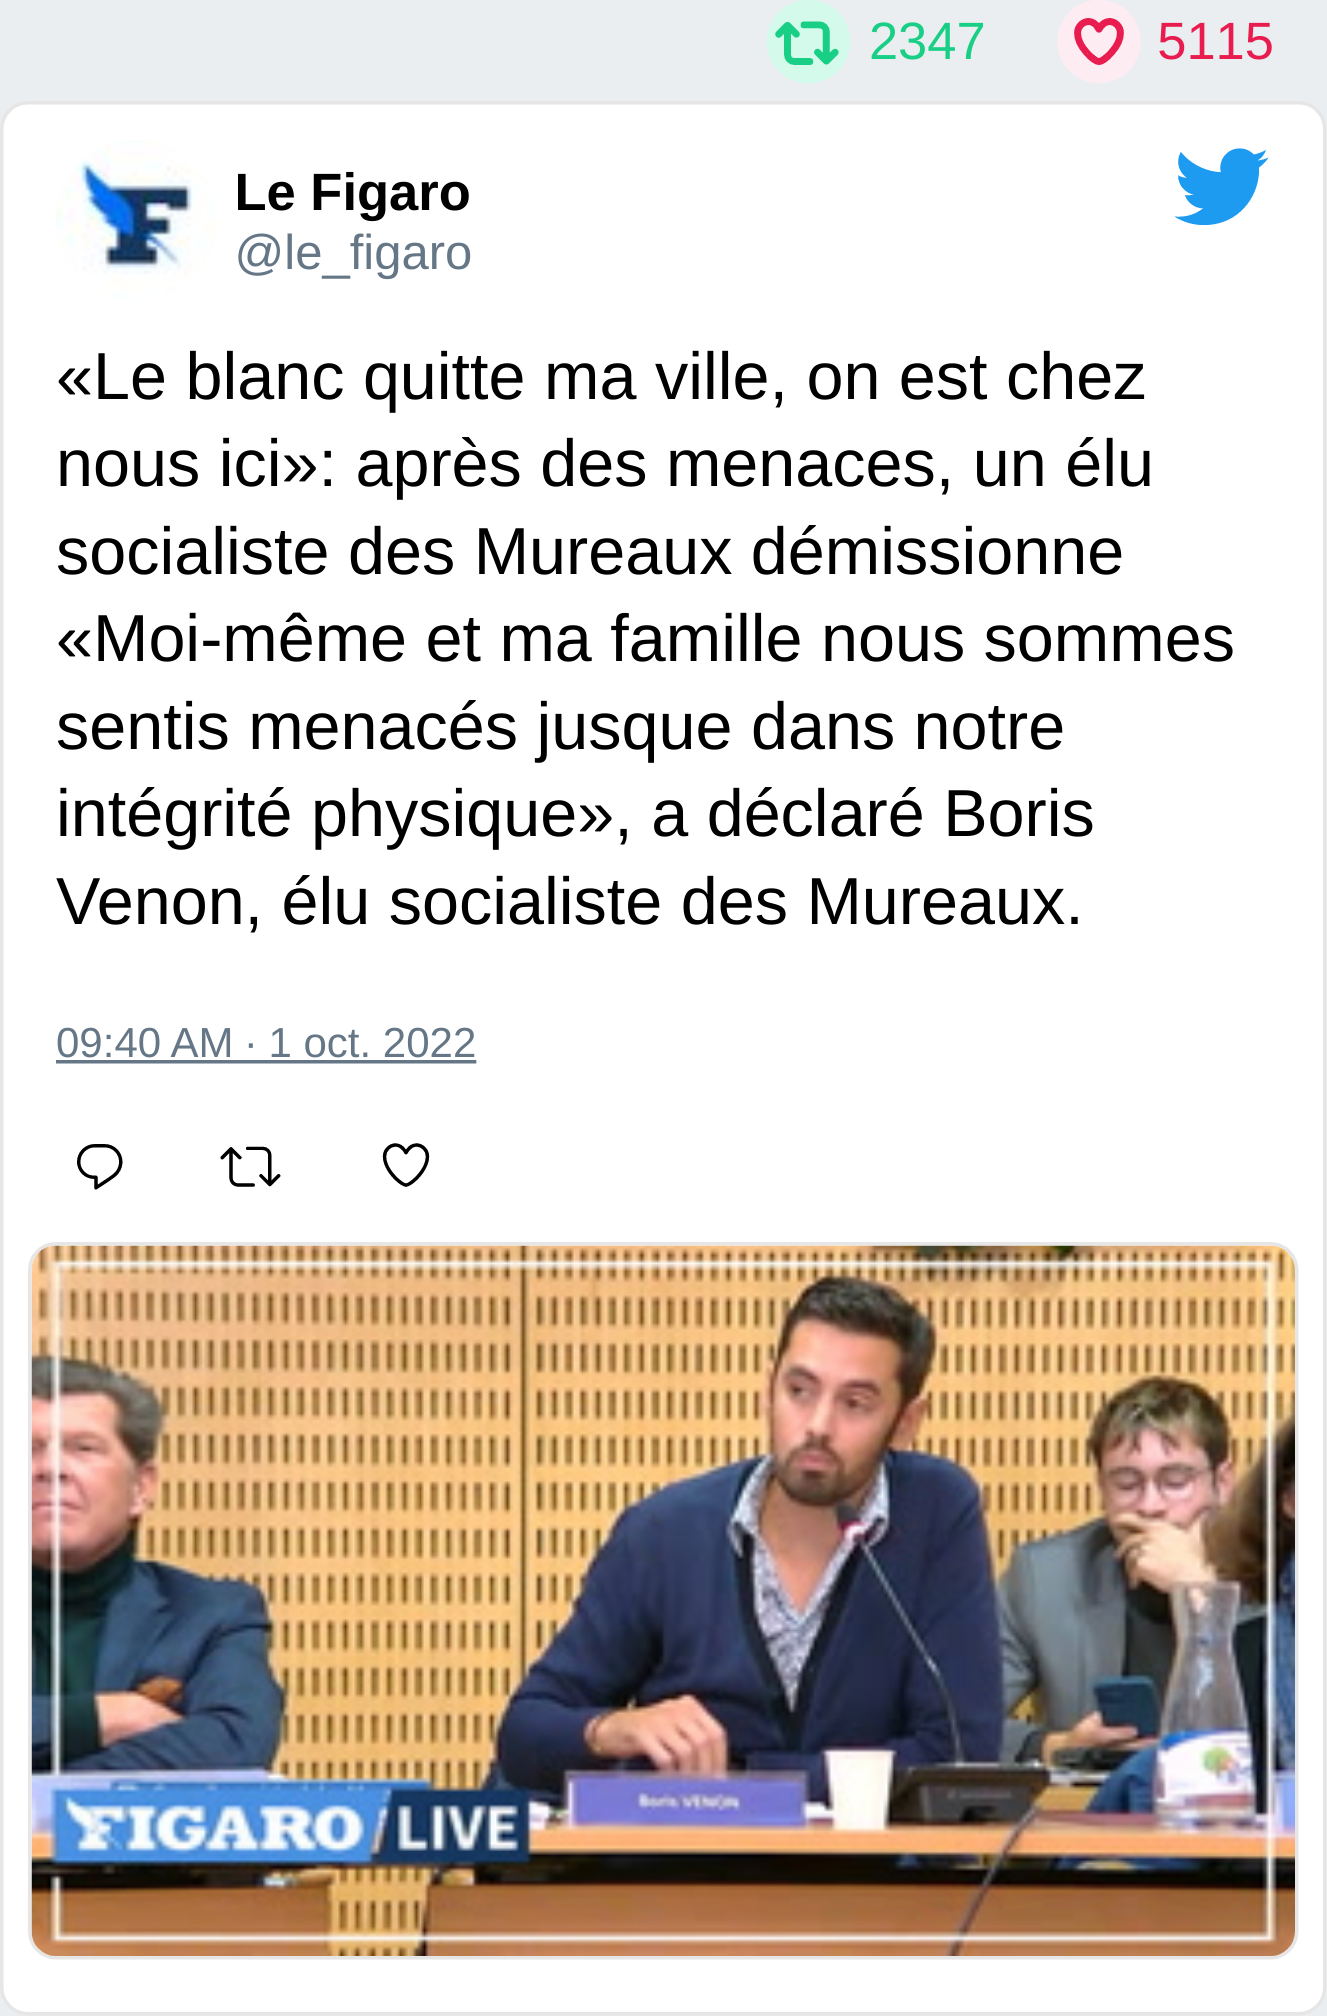 2347 5115
Le Figaro
@le_figaro
«Le blanc quitte ma ville, on est chez
nous ici»: après des menaces, un élu
socialiste des Mureaux démissionne
«Moi-même et ma famille nous sommes
sentis menacés jusque dans notre
intégrité physique», a déclaré Boris
Venon, élu socialiste des Mureaux.
09:40 AM · 1 oct. 2022
Boris VENON
FIGARO LIVE